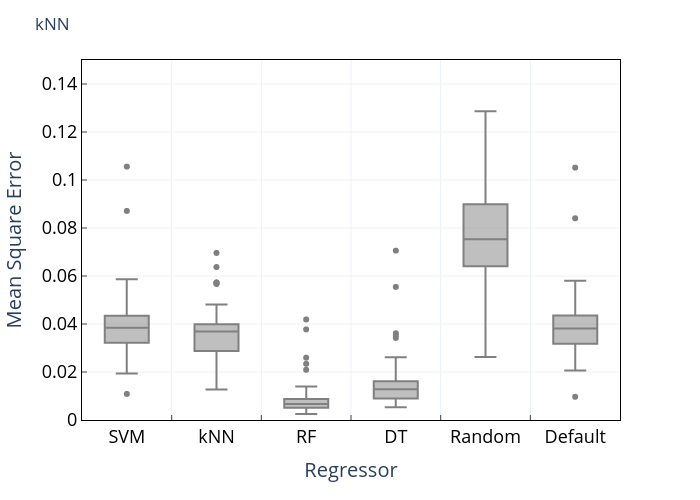 kNN
Mean Square Error
0.14
0.12
0.1
0.08
0.06
0.04
0.02
0
SVM kNN RF DT Random Default
Regressor